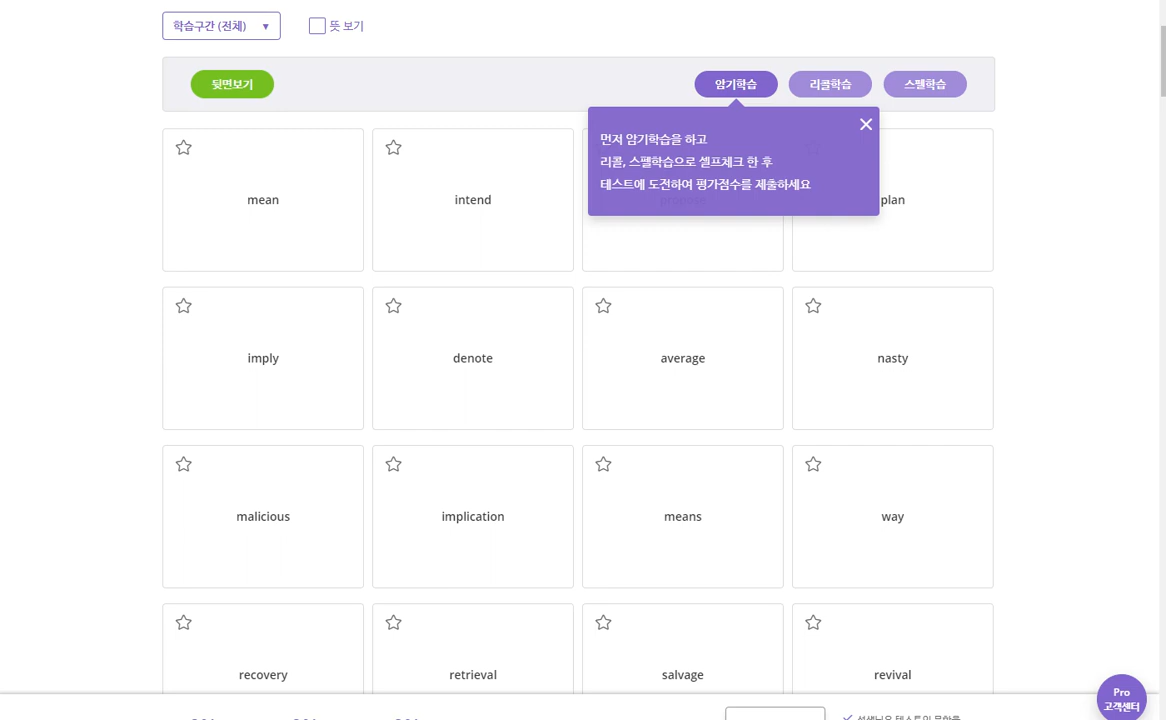 학습구간 (전체) ▼
뜻 보기
뒷면보기
암기학습
리콜학습
스펠학습
먼저 암기학습을 하고
리콜, 스펠학습으로 셀프체크 한 후
테스트에 도전하여 평가점수를 제출하세요
mean
intend
plan
imply
denote
average
nasty
malicious
implication
means
way
recovery
retrieval
salvage
revival
Pro
고객센터